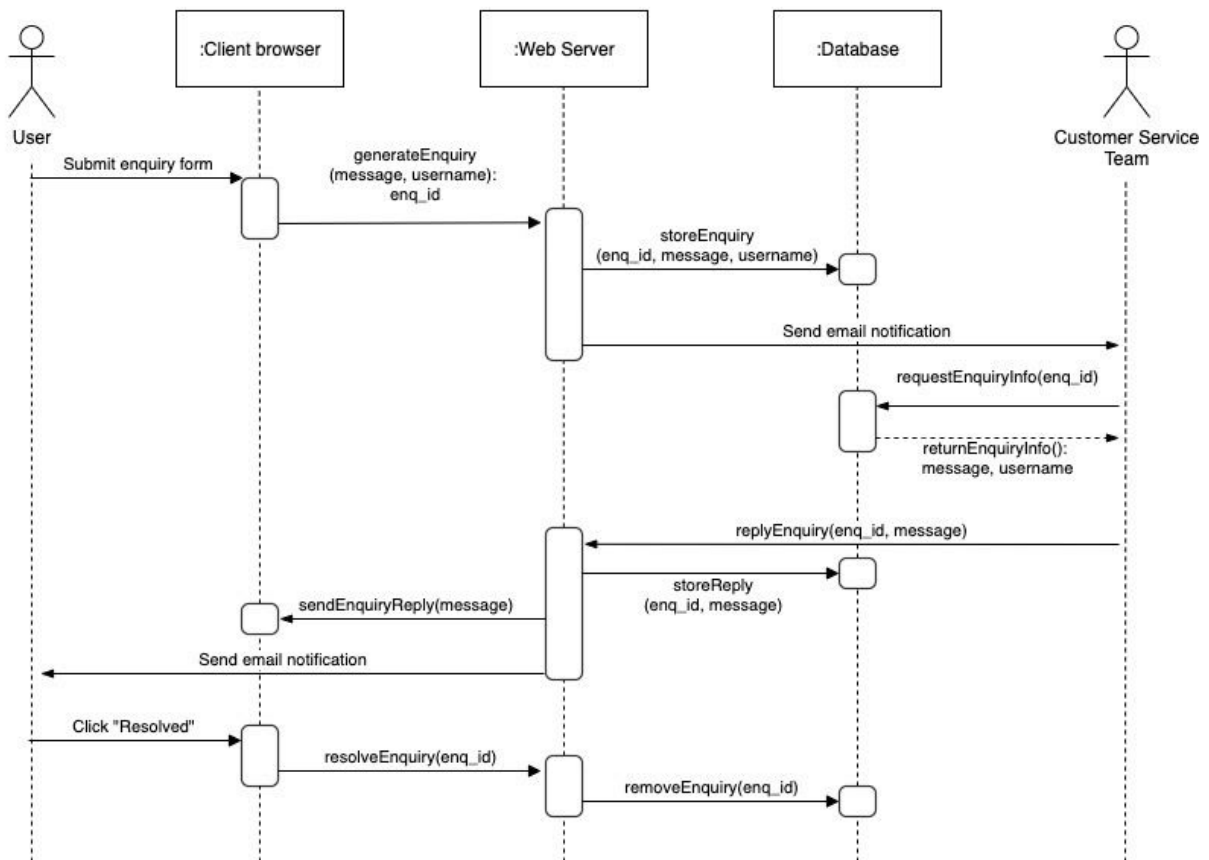 :Client browser
:Web Server
:Database
User
Customer Service
Team
Submit enquiry form
generateEnquiry
(message, username):
enq_id
storeEnquiry
(enq_id, message, username)
Send email notification
requestEnquiryInfo(enq_id)
returnEnquiryInfo():
message, username
replyEnquiry(enq_id, message)
storeReply
(enq_id, message)
sendEnquiryReply(message)
Send email notification
Click "Resolved"
resolveEnquiry(enq_id)
removeEnquiry(enq_id)